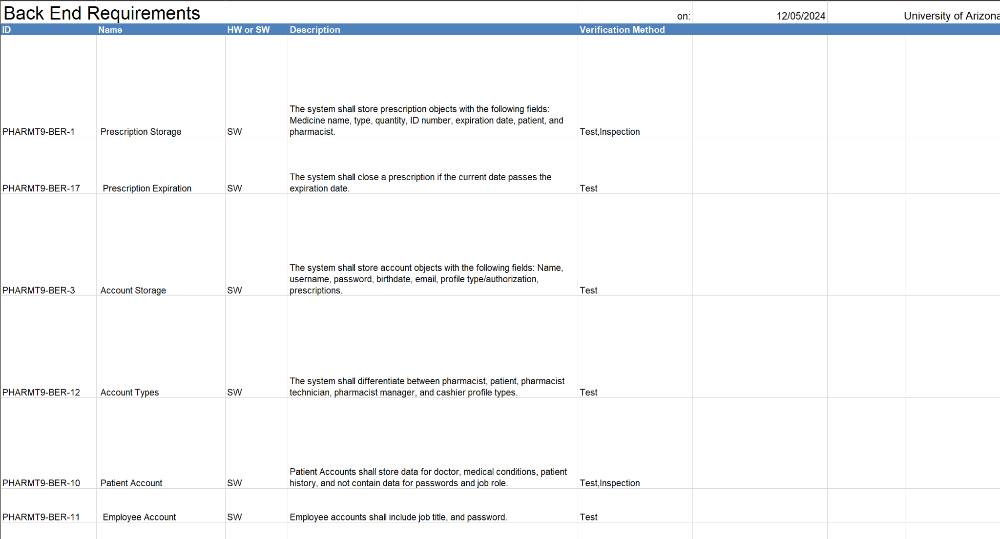 Back End Requirements on: 12/05/2024 University of Arizona
ID Name HW or SW Description Verification Method
The system shall store prescription objects with the following fields:
Medicine name, type, quantity, ID number, expiration date, patient, and
PHARMT9-BER-1 Prescription Storage SW pharmacist. Test,Inspection
The system shall close a prescription if the current date passes the
PHARMT9-BER-17 Prescription Expiration SW expiration date. Test
The system shall store account objects with the following fields: Name,
username, password, birthdate, email, profile type/authorization,
PHARMT9-BER-3 Account Storage SW prescriptions. Test
The system shall differentiate between pharmacist, patient, pharmacist
PHARMT9-BER-12 Account Types SW technician, pharmacist manager, and cashier profile types. Test
Patient Accounts shall store data for doctor, medical conditions, patient
PHARMT9-BER-10 Patient Account SW history, and not contain data for passwords and job role. Test,Inspection
PHARMT9-BER-11 Employee Account SW Employee accounts shall include job title, and password. Test